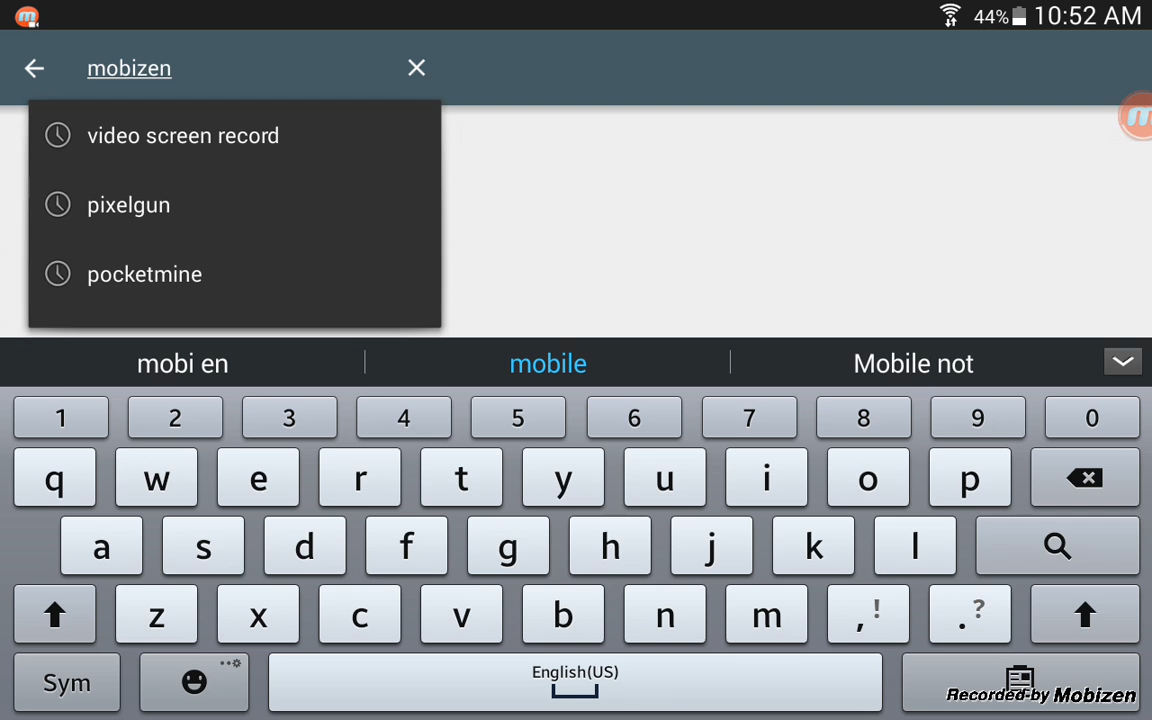 44% 10:52 AM
mobizen
video screen record
pixelgun
pocketmine
mobi en mobile Mobile not
1 2 3 4 5 6 7 8 9 0
q w e r t y u i o p
a s d f g h j k l
z x c v b n m , ! . ?
Sym English(US)
Recorded by Mobizen